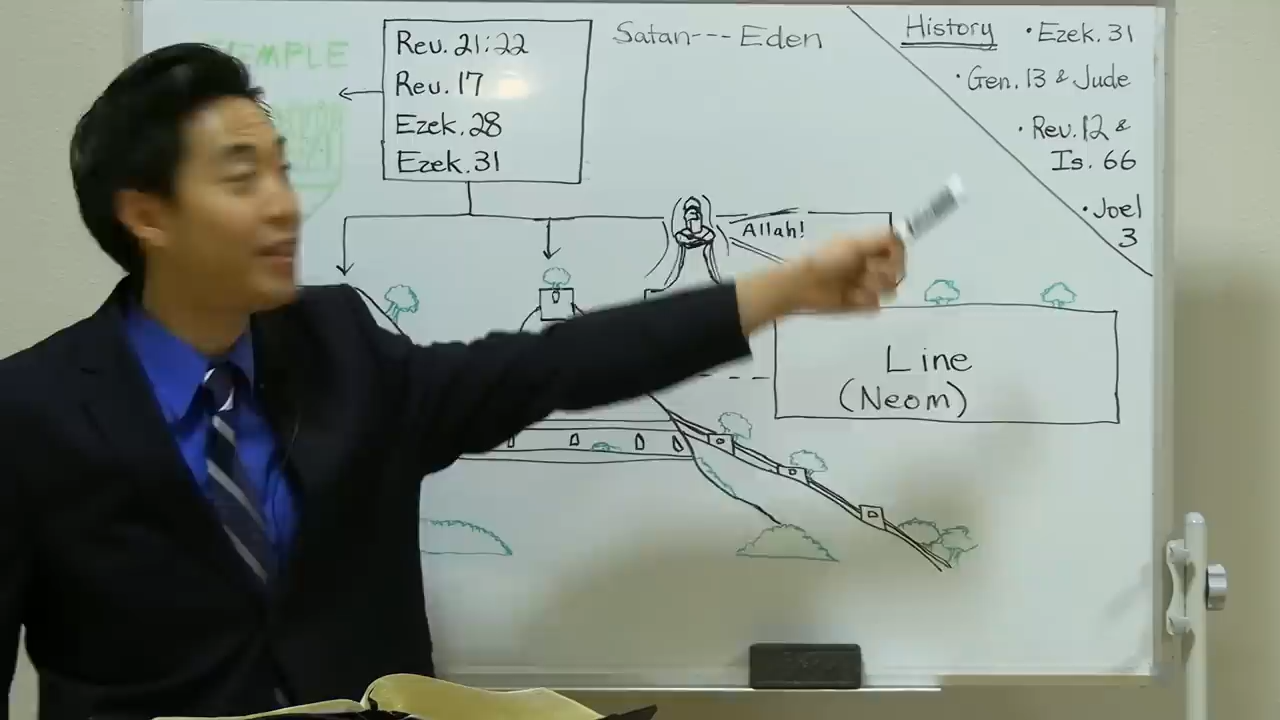 TEMPLE
Rev. 21:22
Rev. 17
Ezek. 28
Ezek. 31
Satan--- Eden
History
• Ezek. 31
• Gen. 13 & Jude
• Rev. 12 &
Is. 66
• Joel
3
Allah!
Line
(Neom)